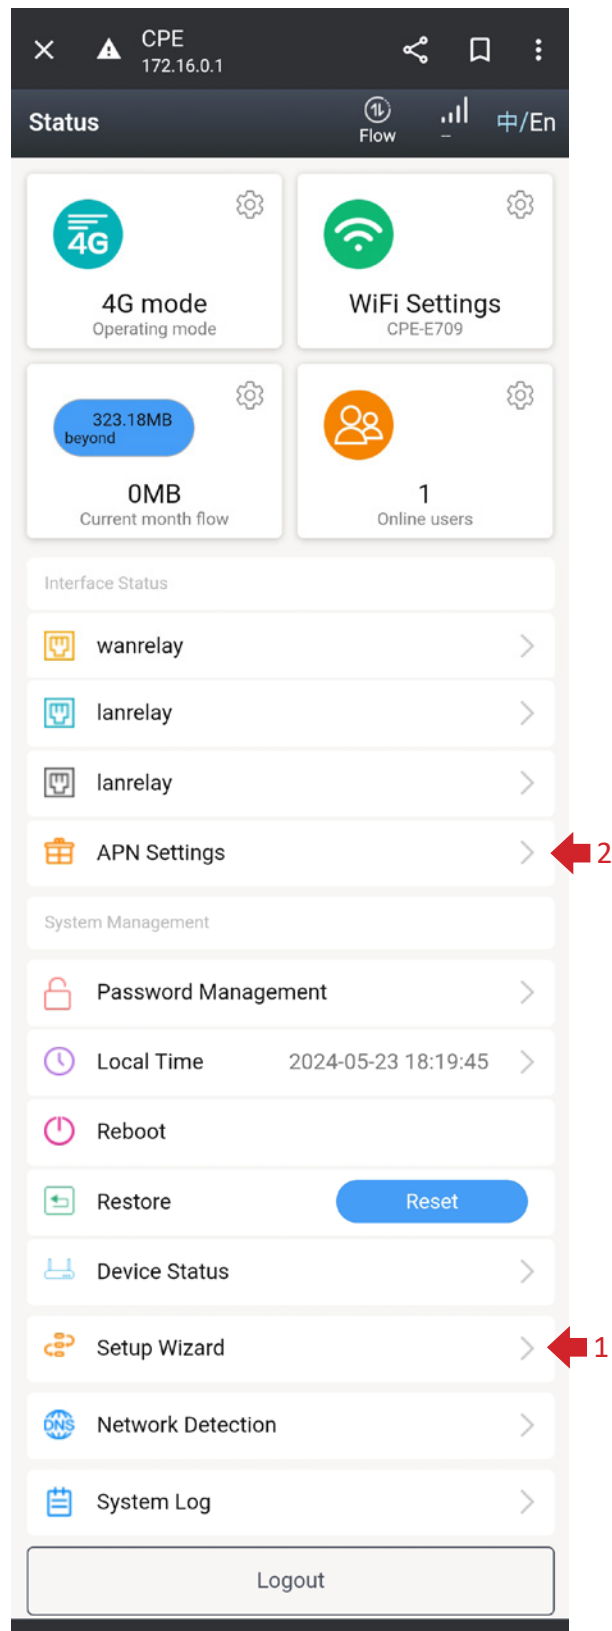 CPE
172.16.0.1
Status
Flow
中/En
4G
4G mode
Operating mode
WiFi Settings
CPE-E709
323.18MB
beyond
0MB
Current month flow
1
Online users
Interface Status
wanrelay
lanrelay
lanrelay
APN Settings
2
System Management
Password Management
Local Time 2024-05-23 18:19:45
Reboot
Restore Reset
Device Status
Setup Wizard
1
DNS Network Detection
System Log
Logout